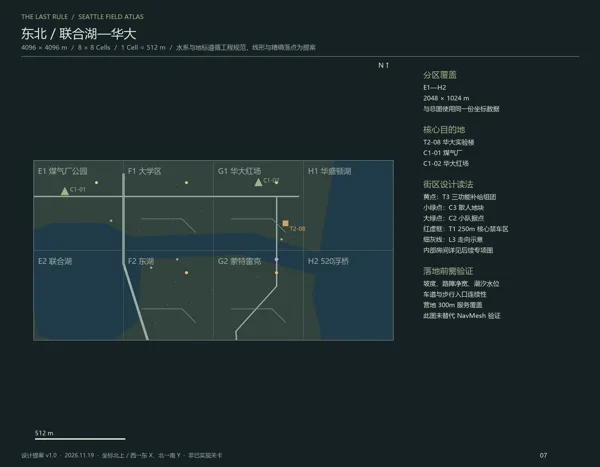 THE LAST RULE / SEATTLE FIELD ATLAS
东北 / 联合湖—华大
4096 × 4096 m / 8 × 8 Cells / 1 Cell = 512 m / 水系与地标遵循工程规范，线形与精确落点为提案
N↑
E1 煤气厂公园
F1 大学区
G1 华大红场
H1 华盛顿湖
C1-01
C1-02
T2-08
E2 联合湖
F2 东湖
G2 蒙特雷克
H2 520浮桥
分区覆盖
E1—H2
2048 × 1024 m
与总图使用同一份坐标数据
核心目的地
T2-08 华大实验楼
C1-01 煤气厂
C1-02 华大红场
街区设计读法
黄点：T3 三功能补给组团
小绿点：C3 散人地块
大绿点：C2 小队据点
红虚框：T1 250m 核心禁车区
细灰线：L3 走向示意
内部房间详见后续专项图
落地前需验证
坡度、路障净宽、潮汐水位
车道与步行入口连续性
营地 300m 服务覆盖
此图未替代 NavMesh 验证
512 m
设计提案 v1.0 · 2026.11.19 · 坐标北上 / 西—东 X，北—南 Y · 非已实装关卡
07